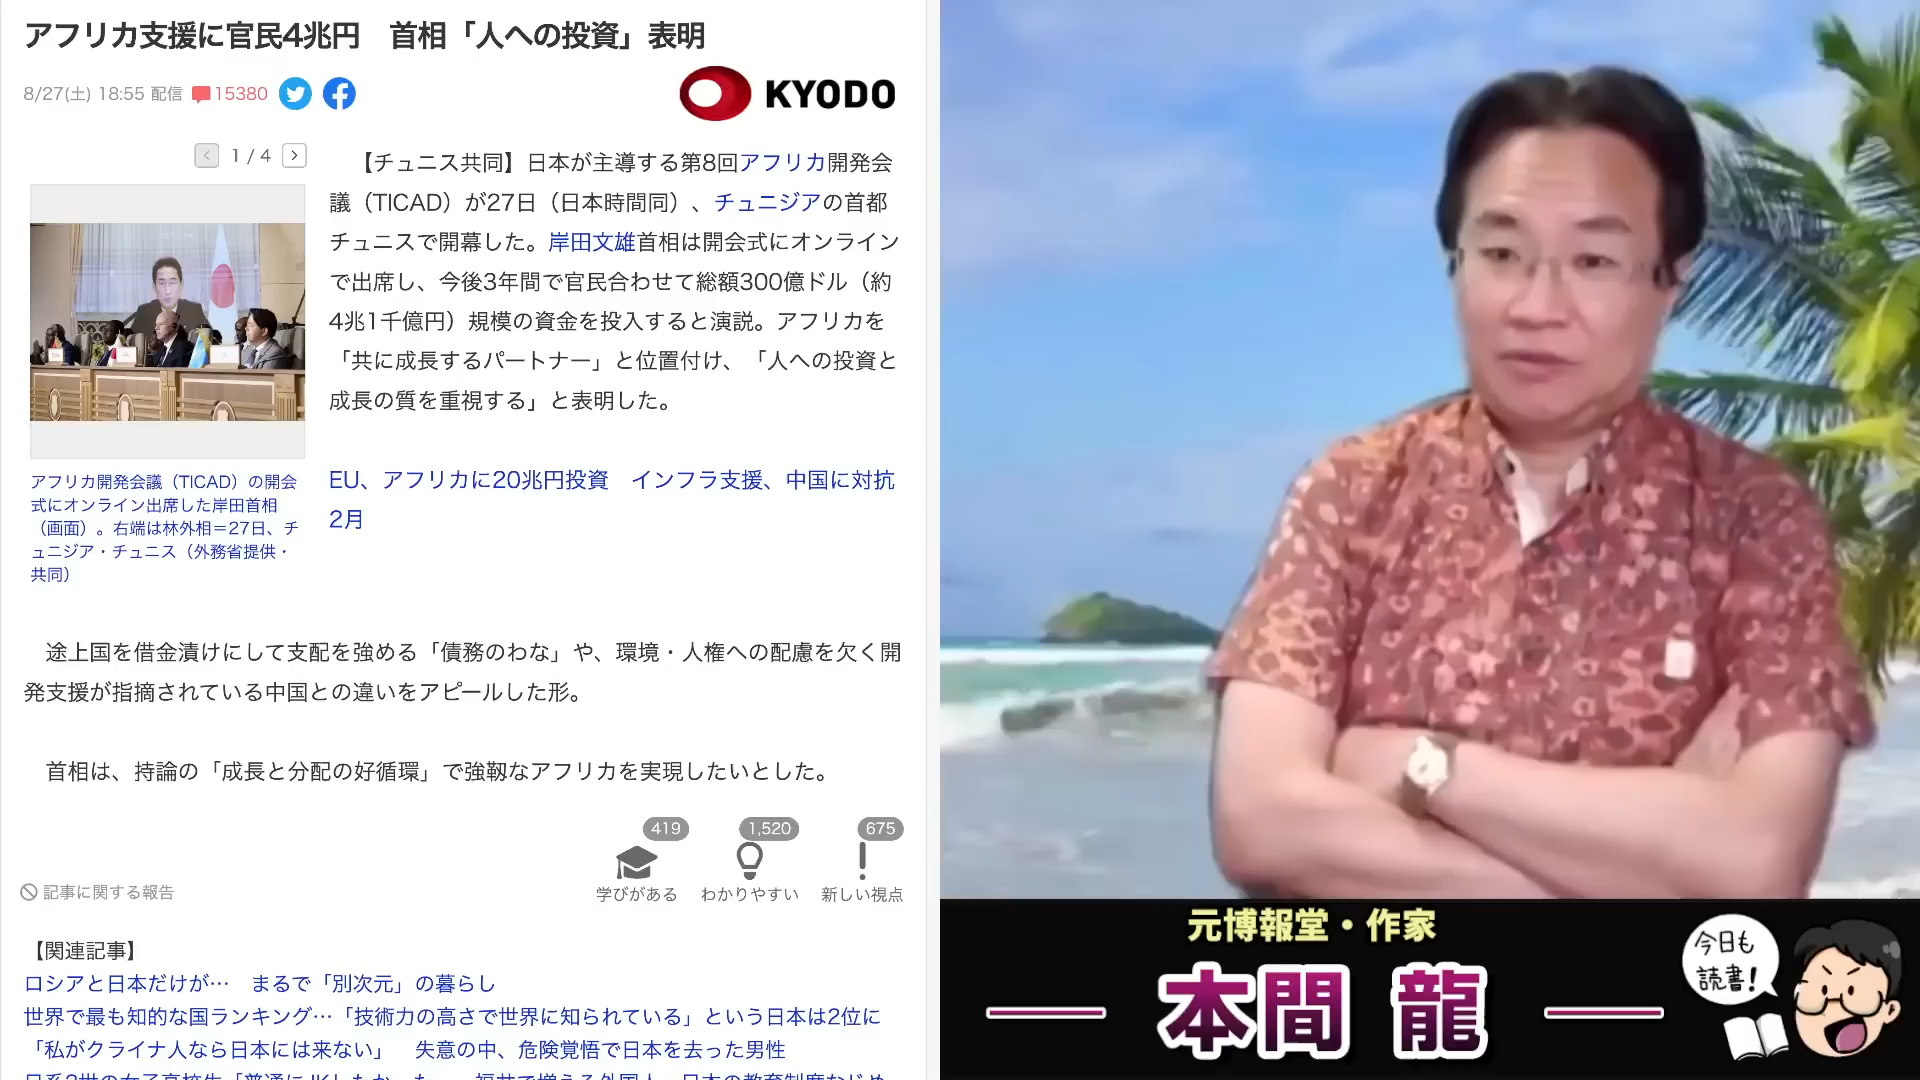 アフリカ支援に官民4兆円　首相「人への投資」表明
8/27(土) 18:55 配信 15380
KYODO
1 / 4
【チュニス共同】日本が主導する第8回アフリカ開発会
議（TICAD）が27日（日本時間同）、チュニジアの首都
チュニスで開幕した。岸田文雄首相は開会式にオンライン
で出席し、今後3年間で官民合わせて総額300億ドル（約
4兆1千億円）規模の資金を投入すると演説。アフリカを
「共に成長するパートナー」と位置付け、「人への投資と
成長の質を重視する」と表明した。
アフリカ開発会議（TICAD）の開会
式にオンライン出席した岸田首相
（画面）。右端は林外相＝27日、チ
ュニジア・チュニス（外務省提供・
共同）
EU、アフリカに20兆円投資　インフラ支援、中国に対抗
2月
途上国を借金漬けにして支配を強める「債務のわな」や、環境・人権への配慮を欠く開
発支援が指摘されている中国との違いをアピールした形。
首相は、持論の「成長と分配の好循環」で強靱なアフリカを実現したいとした。
419
1,520
675
学びがある
わかりやすい
新しい視点
記事に関する報告
【関連記事】
ロシアと日本だけが…　まるで「別次元」の暮らし
世界で最も知的な国ランキング…「技術力の高さで世界に知られている」という日本は2位に
「私がクライナ人なら日本には来ない」　失意の中、危険覚悟で日本を去った男性
元博報堂・作家
本間 龍
今日も
読書!